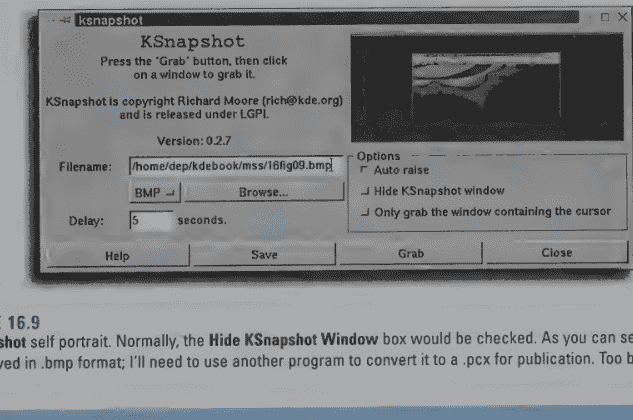 ksnapshot
KSnapshot
Press the "Grab" button, then click
on a window to grab it.
KSnapshot is copyright Richard Moore (rich@kde.org)
and is released under LGPL
Version: 0.2.7
Filename: /home/dep/kdebook/mss/16fig09.bmp
BMP Browse...
Delay: 5 seconds.
Options
Auto raise
Hide KSnapshot window
Only grab the window containing the cursor
Help Save Grab Close
16.9
shot self portrait. Normally, the Hide KSnapshot Window box would be checked. As you can se
ved in .bmp format; I'll need to use another program to convert it to a .pcx for publication. Too b